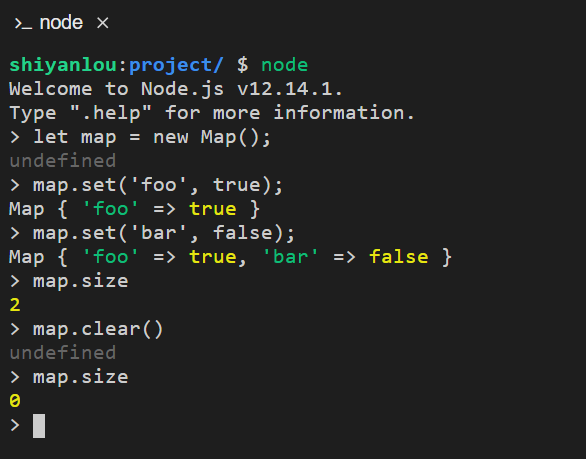 >_ node ×
shiyanlou:project/ $ node
Welcome to Node.js v12.14.1.
Type ".help" for more information.
> let map = new Map();
undefined
> map.set('foo', true);
Map { 'foo' => true }
> map.set('bar', false);
Map { 'foo' => true, 'bar' => false }
> map.size
2
> map.clear()
undefined
> map.size
0
>